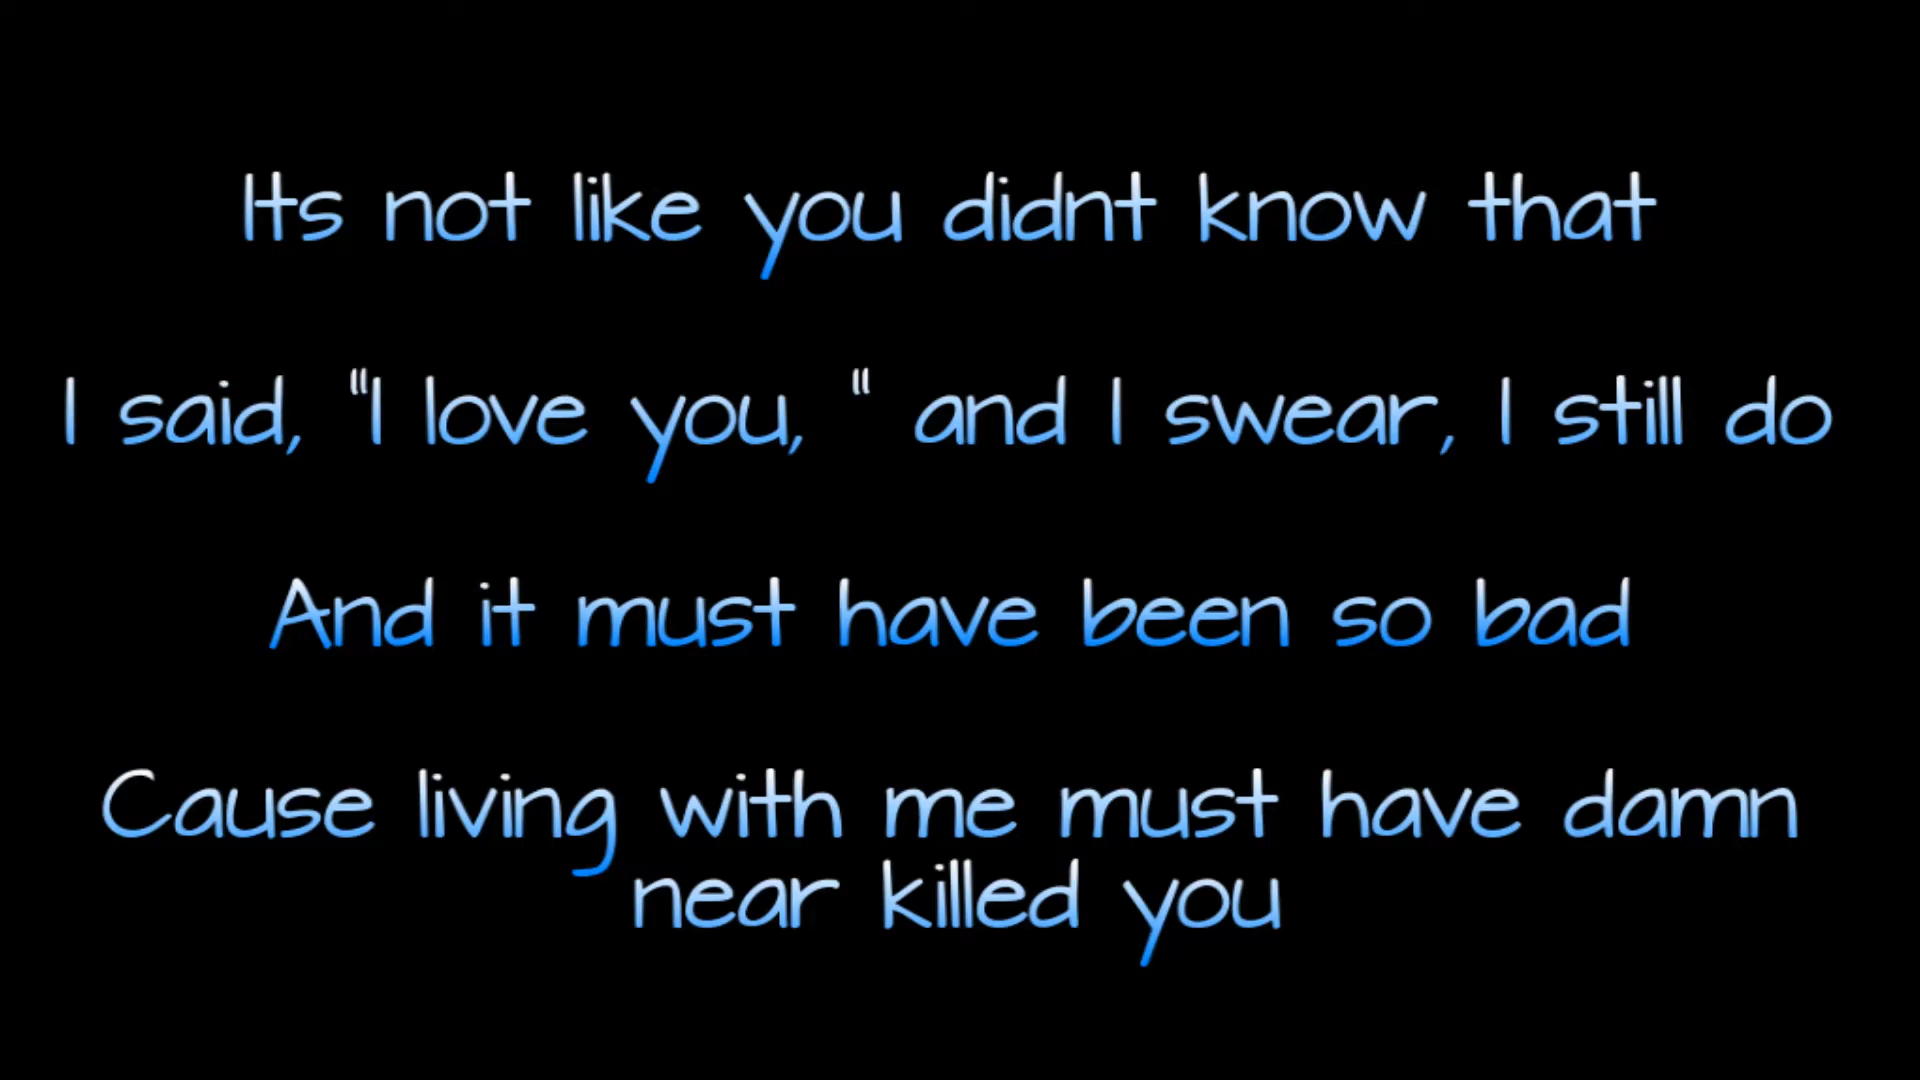 Its not like you didnt know that
I said, "I love you, " and I swear, I still do
And it must have been so bad
Cause living with me must have damn
near killed you